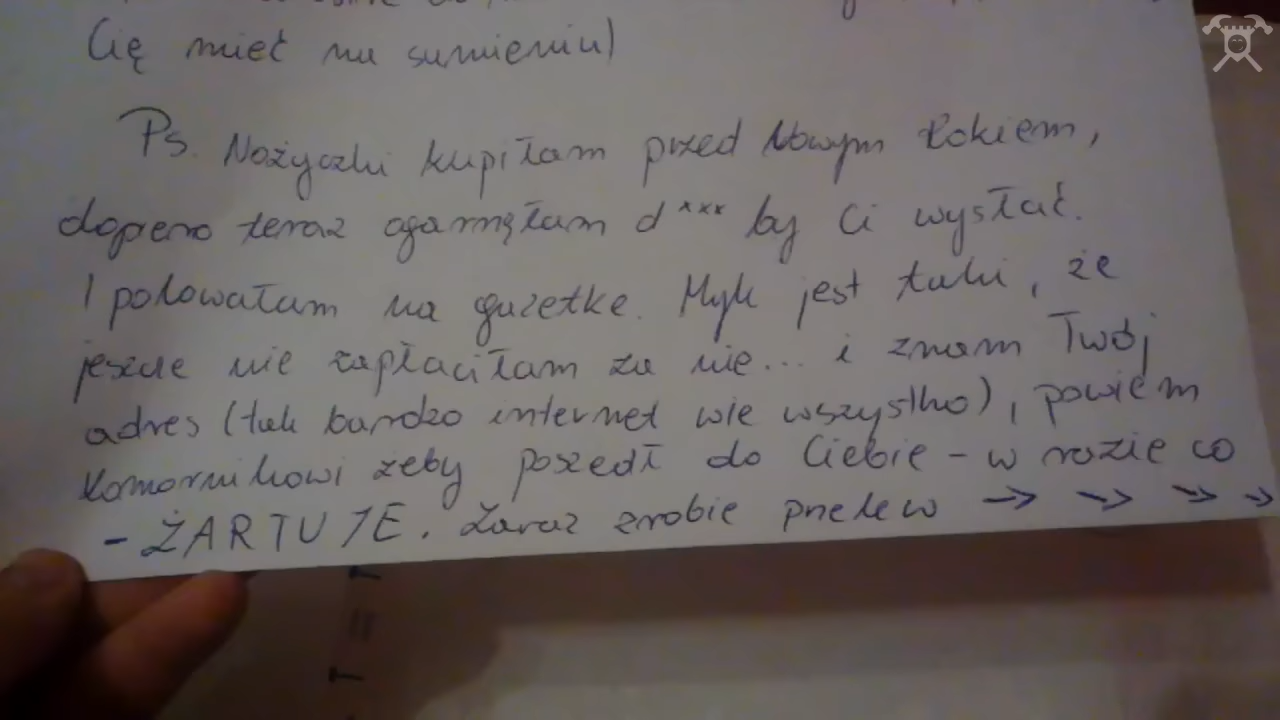 Cię mieć na sumieniu)
Ps. Nożyczki kupiłam przed Nowym Rokiem,
dopiero teraz ogarnęłam d*** by Ci wysłać.
I polowałam na gazetkę. Myk jest taki, że
jeszcze nie zapłaciłam za nie... i znam Twój
adres (tak bardzo internet wie wszystko), powiem
Komornikowi żeby poszedł do Ciebie - w razie co
- ŻARTUJĘ. Zaraz zrobię przelew → → → →
T E T